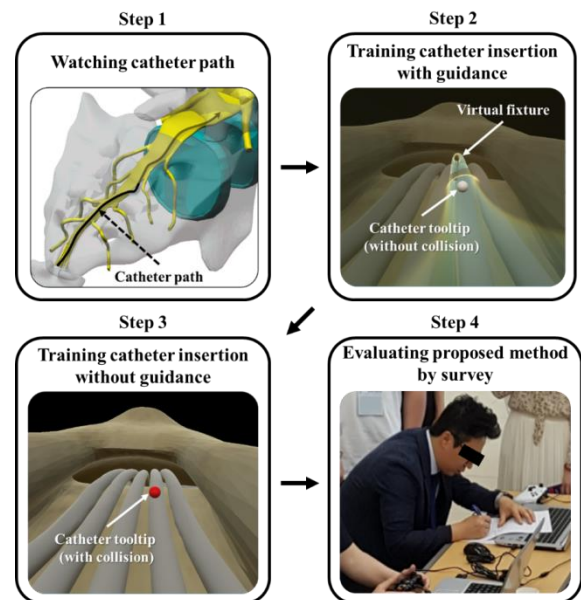 Step 1
Watching catheter path
Catheter path
Step 2
Training catheter insertion
with guidance
Virtual fixture
Catheter tooltip
(without collision)
Step 3
Training catheter insertion
without guidance
Catheter tooltip
(with collision)
Step 4
Evaluating proposed method
by survey